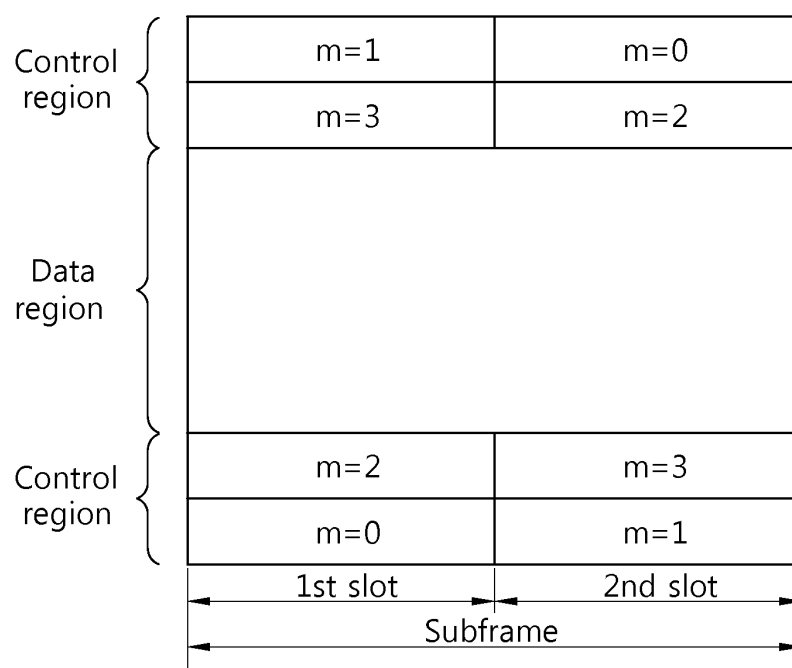 Control
region
m=1
m=0
m=3
m=2
Data
region
Control
region
m=2
m=3
m=0
m=1
1st slot
2nd slot
Subframe